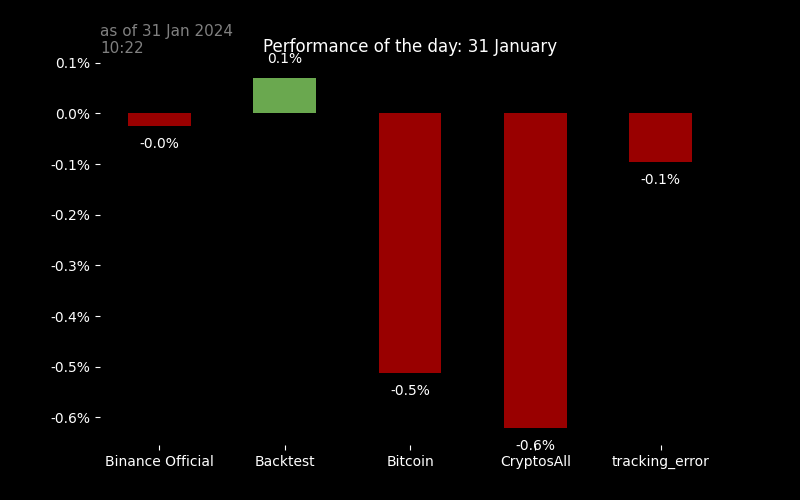 as of 31 Jan 2024
10:22
Performance of the day: 31 January
0.1%
0.0%
-0.1%
-0.2%
-0.3%
-0.4%
-0.5%
-0.6%
-0.0%
0.1%
-0.5%
-0.6%
-0.1%
Binance Official
Backtest
Bitcoin
CryptosAll
tracking_error